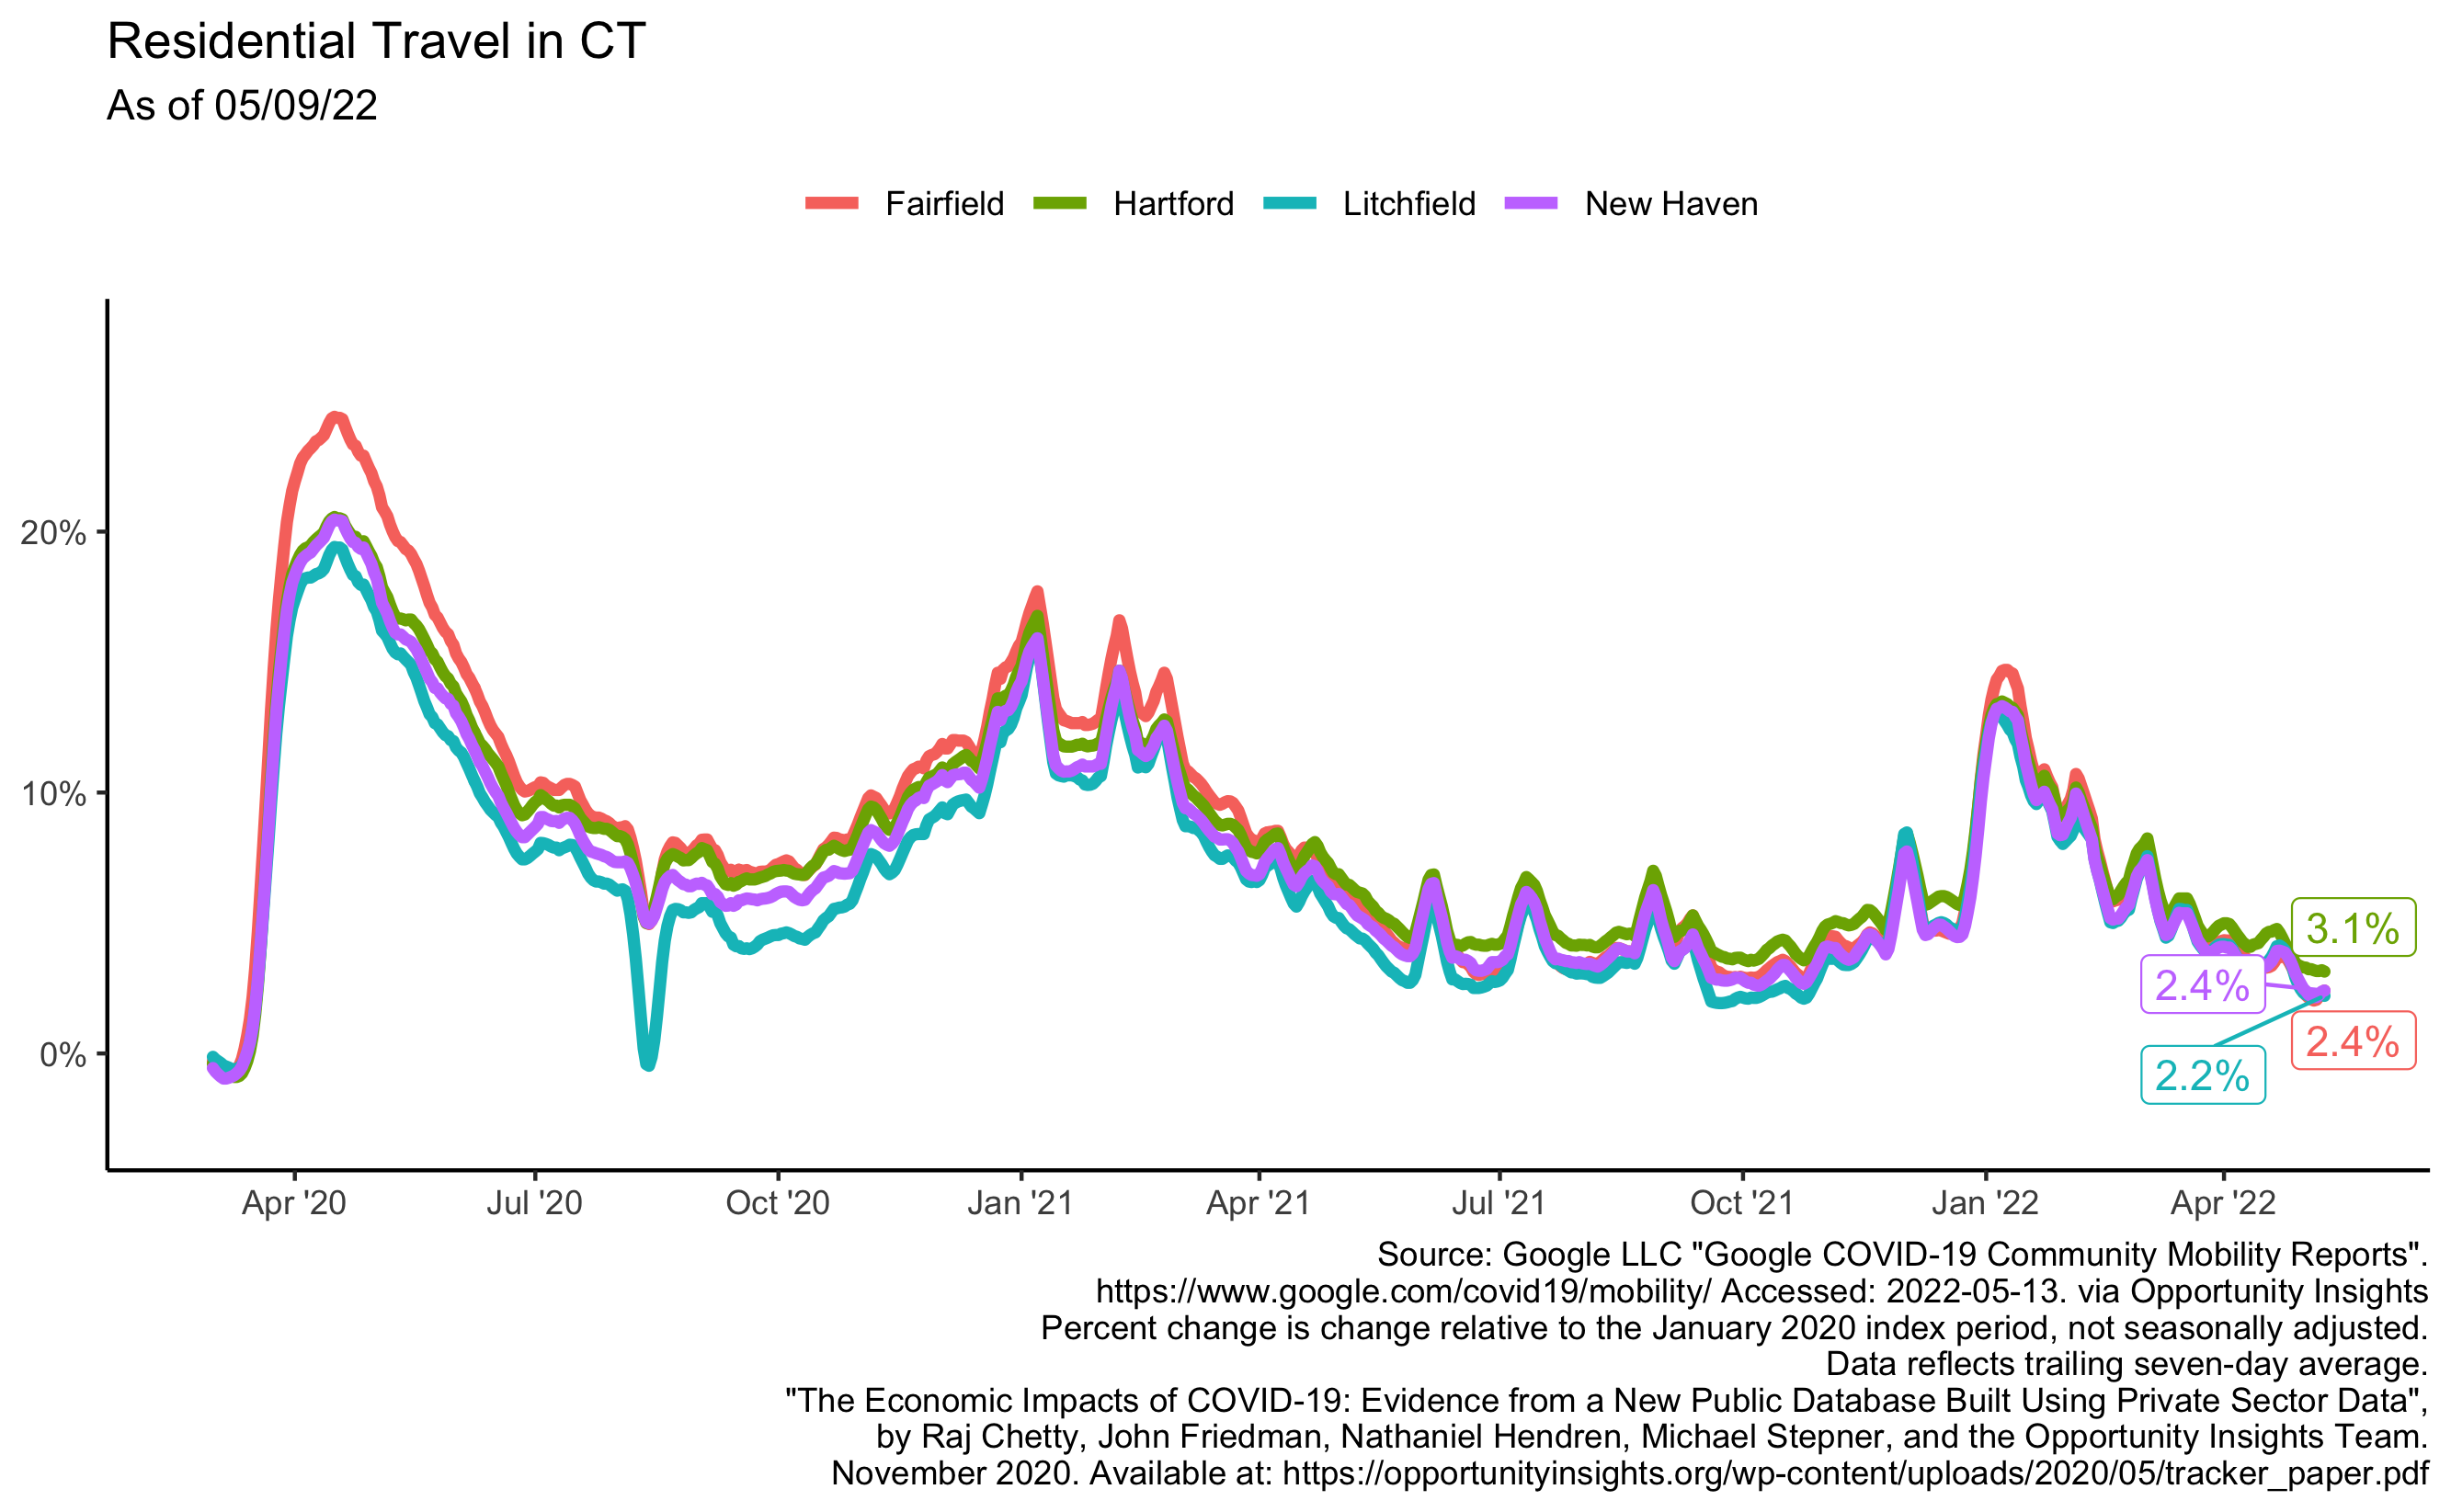 Residential Travel in CT
As of 05/09/22
Fairfield Hartford Litchfield New Haven
20%
10%
0%
3.1%
2.4%
2.4%
2.2%
Apr '20 Jul '20 Oct '20 Jan '21 Apr '21 Jul '21 Oct '21 Jan '22 Apr '22
Source: Google LLC "Google COVID-19 Community Mobility Reports".
https://www.google.com/covid19/mobility/ Accessed: 2022-05-13. via Opportunity Insights
Percent change is change relative to the January 2020 index period, not seasonally adjusted.
Data reflects trailing seven-day average.
"The Economic Impacts of COVID-19: Evidence from a New Public Database Built Using Private Sector Data",
by Raj Chetty, John Friedman, Nathaniel Hendren, Michael Stepner, and the Opportunity Insights Team.
November 2020. Available at: https://opportunityinsights.org/wp-content/uploads/2020/05/tracker_paper.pdf